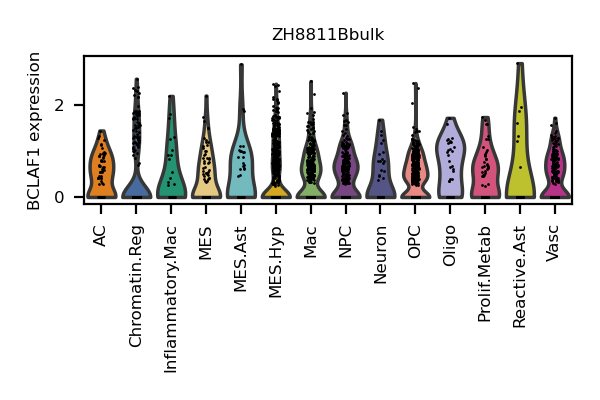 ZH8811Bbulk
BCLAF1 expression
2
0
AC
Chromatin.Reg
Inflammatory.Mac
MES
MES.Ast
MES.Hyp
Mac
NPC
Neuron
OPC
Oligo
Prolif.Metab
Reactive.Ast
Vasc